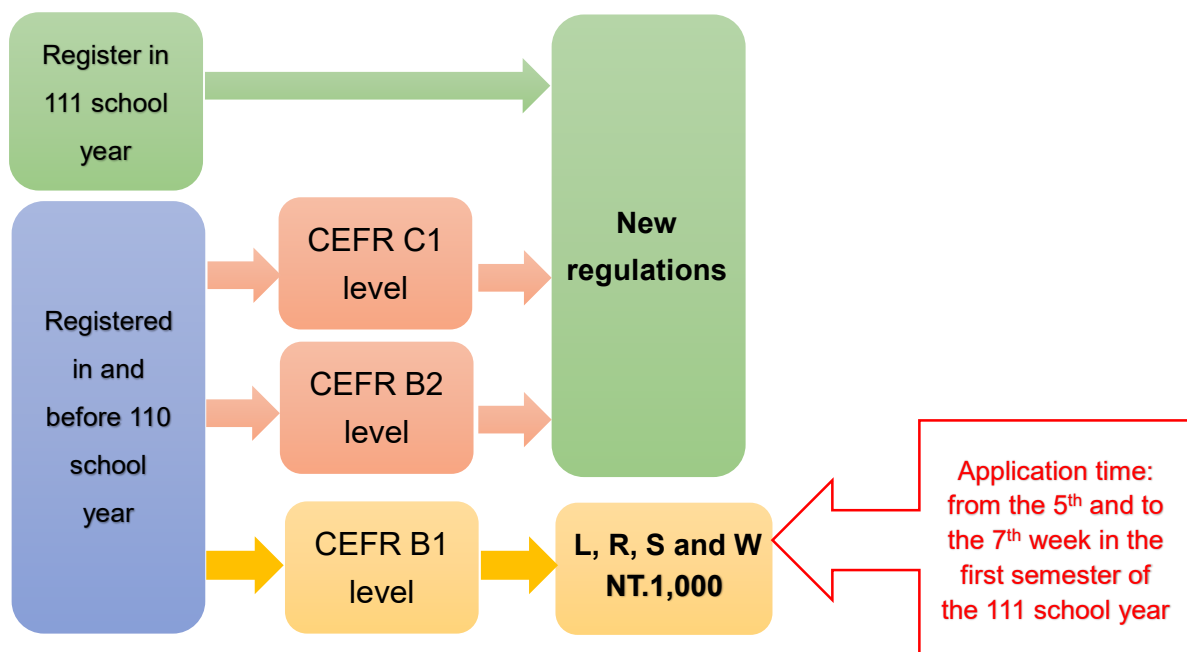 Register in
111 school
year
New
regulations
Registered
in and
before 110
school
year
CEFR C1
level
CEFR B2
level
CEFR B1
level
L, R, S and W
NT.1,000
Application time:
from the 5th and to
the 7th week in the
first semester of
the 111 school year